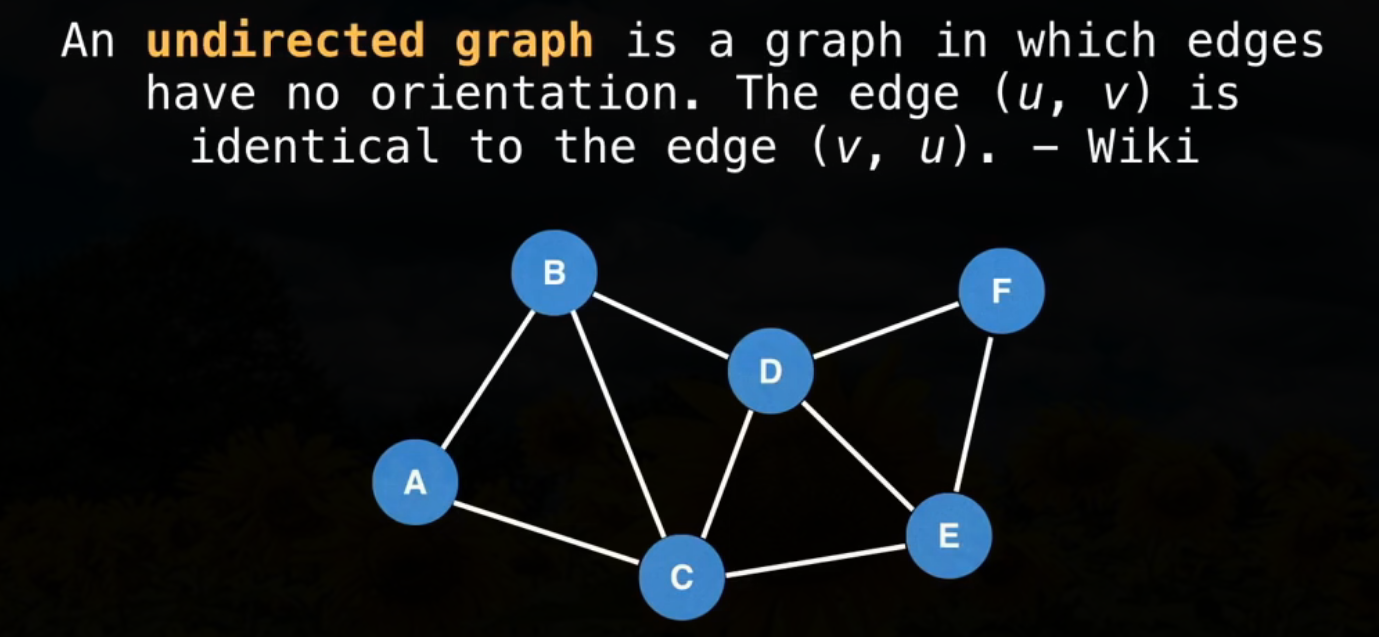 An undirected graph is a graph in which edges
have no orientation. The edge (u, v) is
identical to the edge (v, u). – Wiki
B
F
D
A
E
C